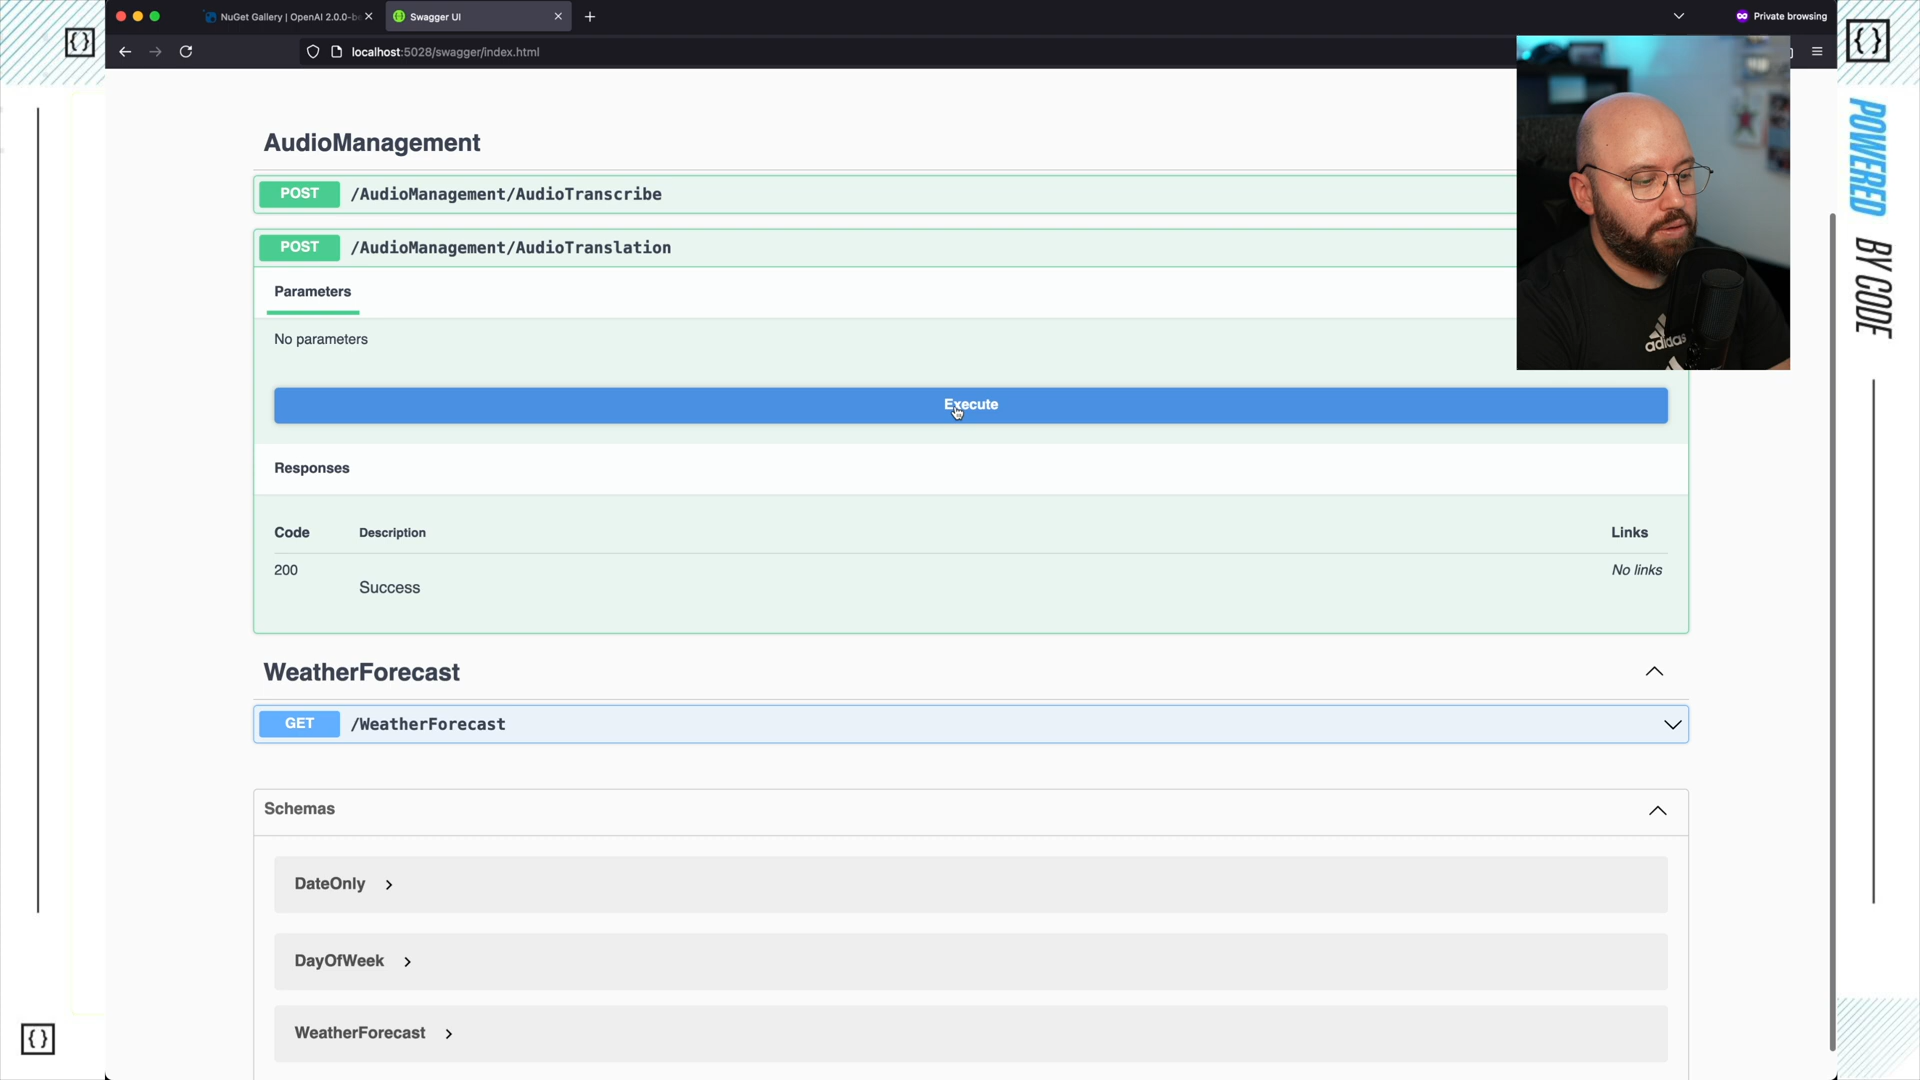 NuGet Gallery | OpenAI 2.0.0-be
Swagger UI
Private browsing
localhost:5028/swagger/index.html
{ }
{ }
POWERED BY CODE
AudioManagement
POST /AudioManagement/AudioTranscribe
POST /AudioManagement/AudioTranslation
Parameters
adidas
No parameters
Execute
Responses
Code Description Links
200 Success No links
WeatherForecast
GET /WeatherForecast
Schemas
DateOnly
DayOfWeek
WeatherForecast
{ }